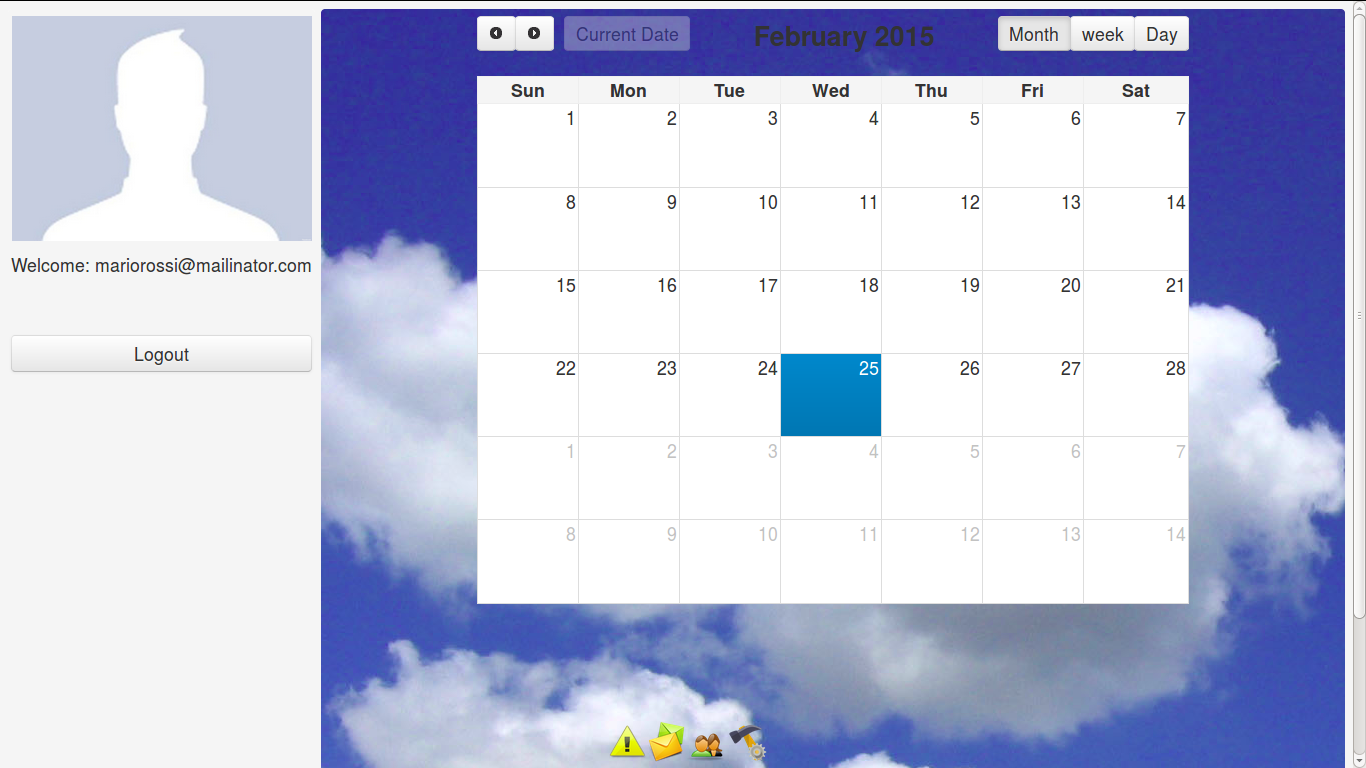 Current Date February 2015 Month week Day
Sun Mon Tue Wed Thu Fri Sat
1 2 3 4 5 6 7
8 9 10 11 12 13 14
Welcome: mariorossi@mailinator.com
15 16 17 18 19 20 21
Logout
22 23 24 25 26 27 28
1 2 3 4 5 6 7
8 9 10 11 12 13 14